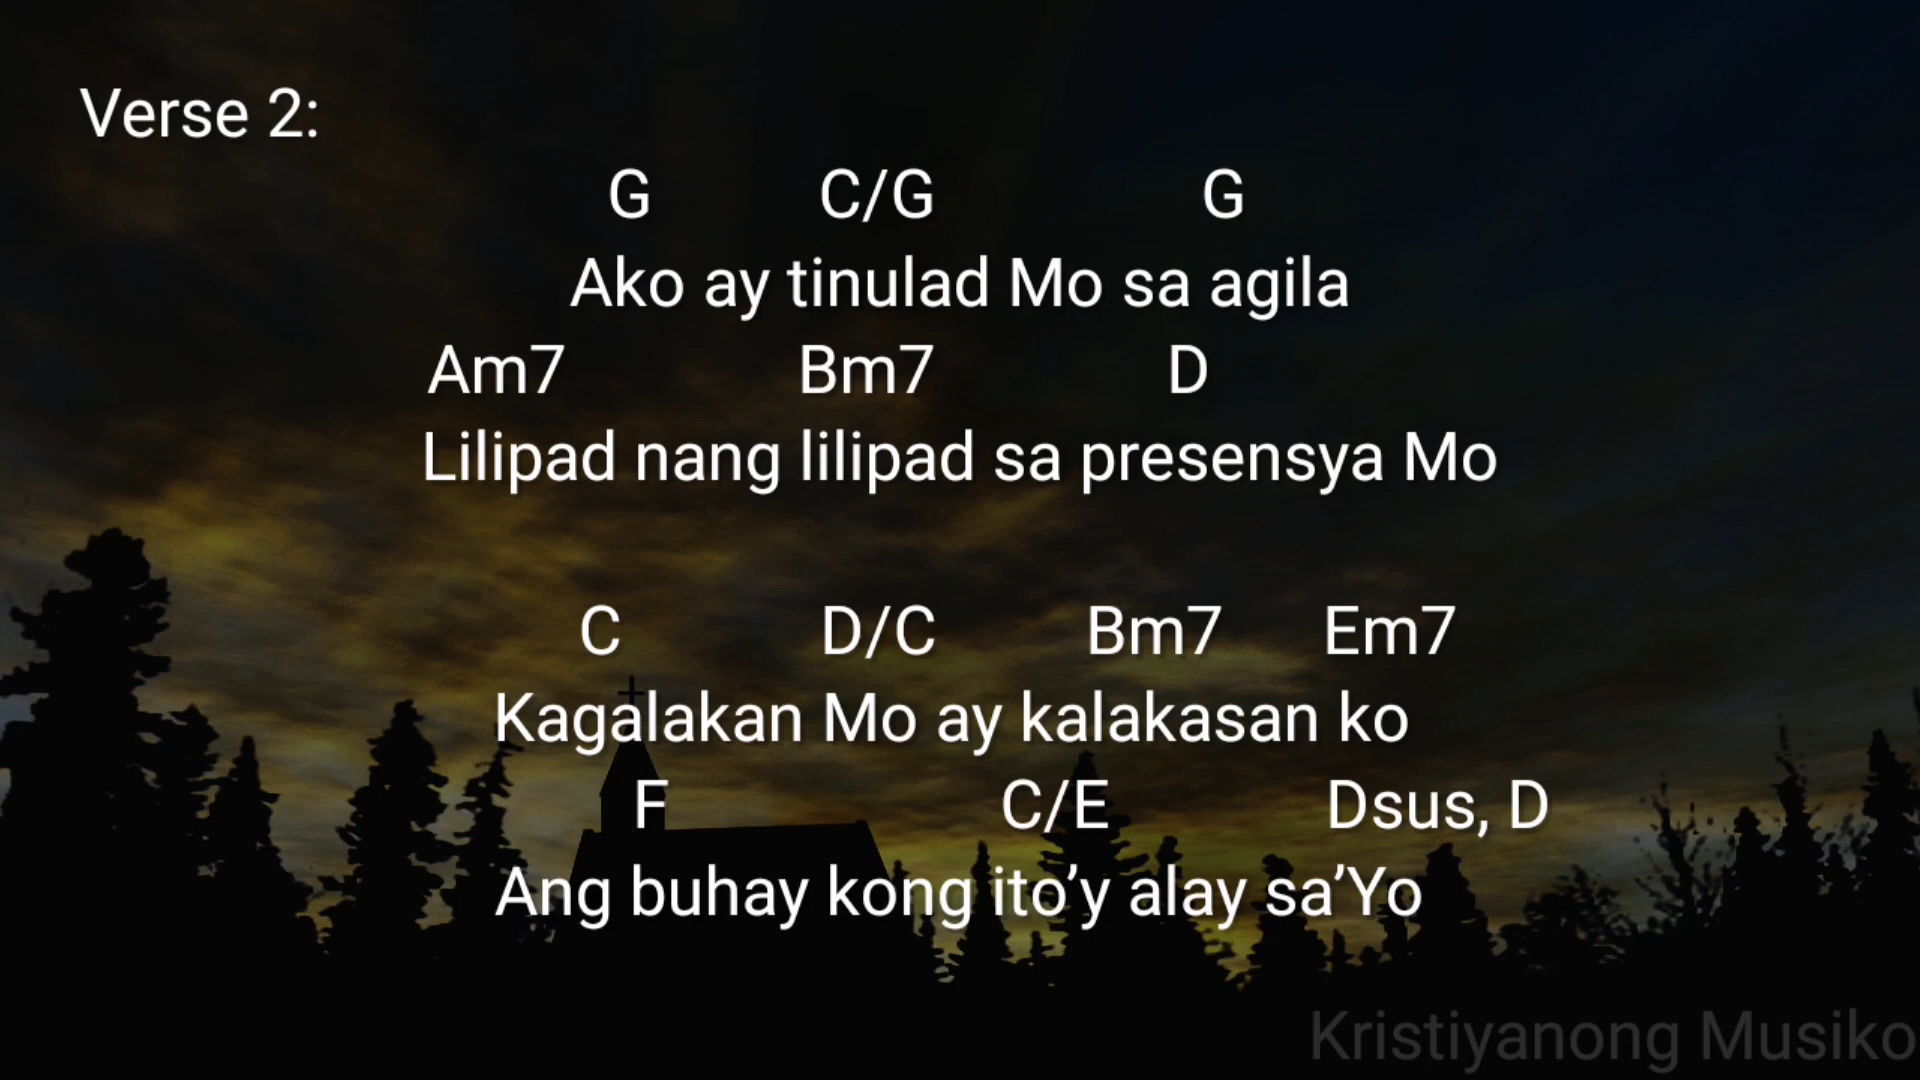 Verse 2:
G C/G G
Ako ay tinulad Mo sa agila
Am7 Bm7 D
Lilipad nang lilipad sa presensya Mo
C D/C Bm7 Em7
Kagalakan Mo ay kalakasan ko
F C/E Dsus, D
Ang buhay kong ito’y alay sa’Yo
Kristiyanong Musiko